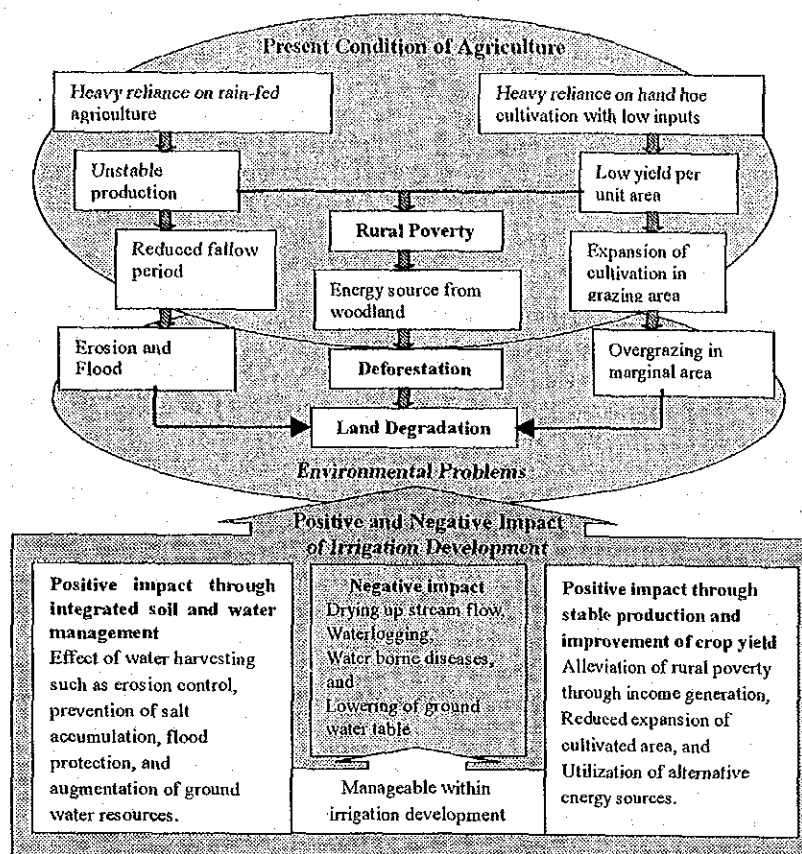 Present Condition of Agriculture
Heavy reliance on rain-fed
agriculture
Heavy reliance on hand hoe
cultivation with low inputs
Unstable
production
Low yield per
unit area
Rural Poverty
Reduced fallow
period
Energy source from
woodland
Expansion of
cultivation in
grazing area
Erosion and
Flood
Deforestation
Overgrazing in
marginal area
Land Degradation
Environmental Problems
Positive and Negative Impact
of Irrigation Development
Positive impact through
integrated soil and water
management
Effect of water harvesting
such as erosion control,
prevention of salt
accumulation, flood
protection, and
augmentation of ground
water resources.
Negative impact
Drying up stream flow,
Waterlogging,
Water borne diseases,
and
Lowering of ground
water table
Manageable within
irrigation development
Positive impact through
stable production and
improvement of crop yield
Alleviation of rural poverty
through income generation,
Reduced expansion of
cultivated area, and
Utilization of alternative
energy sources.